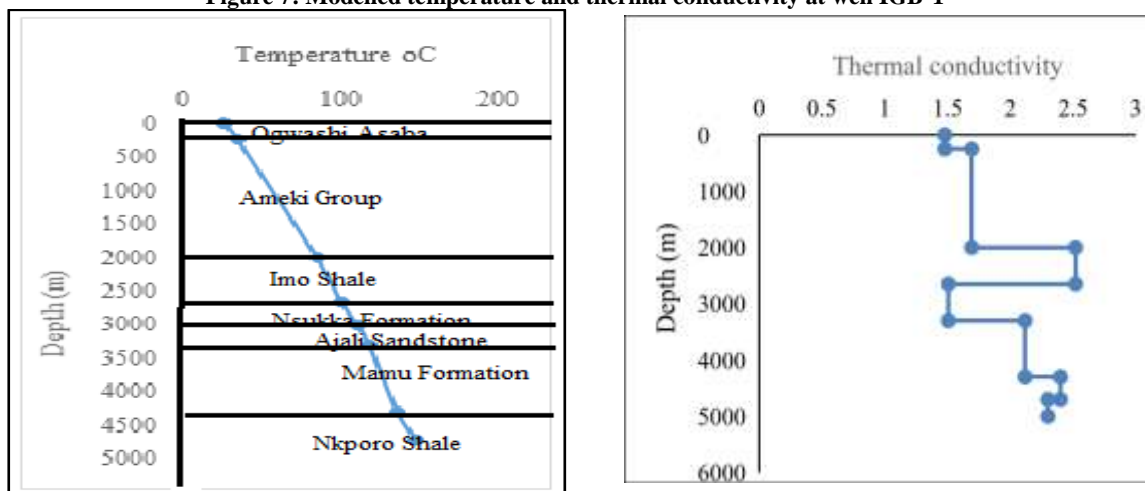 Figure 7: Modelled temperature and thermal conductivity at well IGB-1
Temperature oC
0 100 200
0
500
1000
1500
2000
2500
3000
3500
4000
4500
5000
Depth (m)
Ogwashi Asaba
Ameki Group
Imo Shale
Nsukka Formation
Ajali Sandstone
Mamu Formation
Nkporo Shale
Thermal conductivity
0 0.5 1 1.5 2 2.5 3
0
1000
2000
3000
4000
5000
6000
Depth (m)